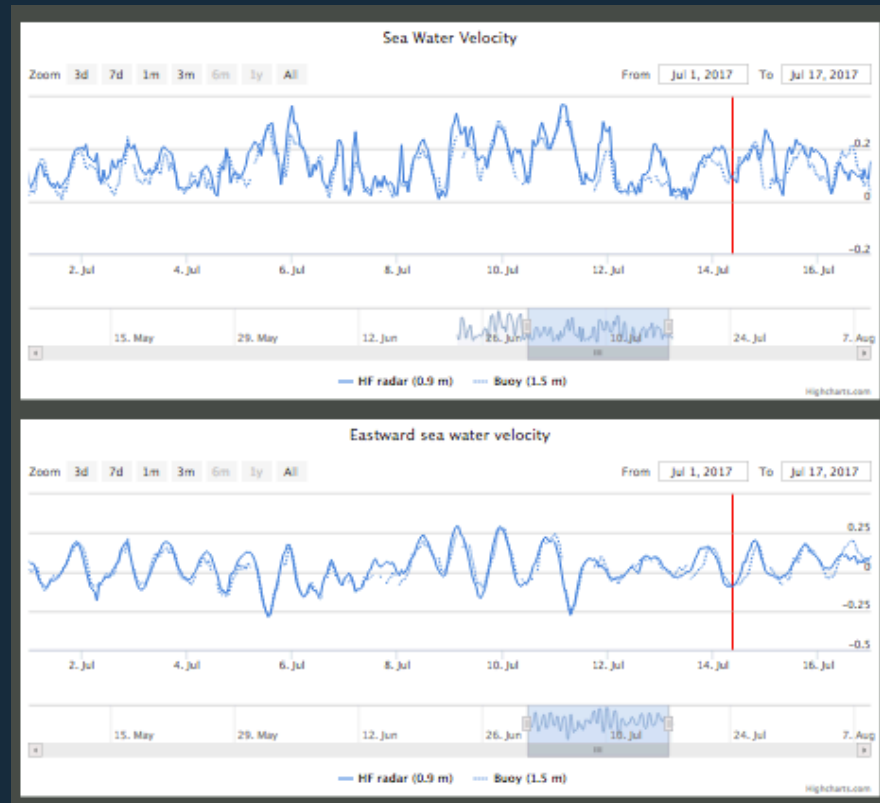 Sea Water Velocity
Zoom 3d 7d 1m 3m 6m 1y All From Jul 1, 2017 To Jul 17, 2017
0.2
0
-0.2
2. Jul 4. Jul 6. Jul 8. Jul 10. Jul 12. Jul 14. Jul 16. Jul
15. May 29. May 12. Jun 26. Jun 10. Jul 24. Jul 7. Aug
HF radar (0.9 m) Buoy (1.5 m)
Highcharts.com
Eastward sea water velocity
Zoom 3d 7d 1m 3m 6m 1y All From Jul 1, 2017 To Jul 17, 2017
0.25
0
-0.25
-0.5
2. Jul 4. Jul 6. Jul 8. Jul 10. Jul 12. Jul 14. Jul 16. Jul
15. May 29. May 12. Jun 26. Jun 10. Jul 24. Jul 7. Aug
HF radar (0.9 m) Buoy (1.5 m)
Highcharts.com